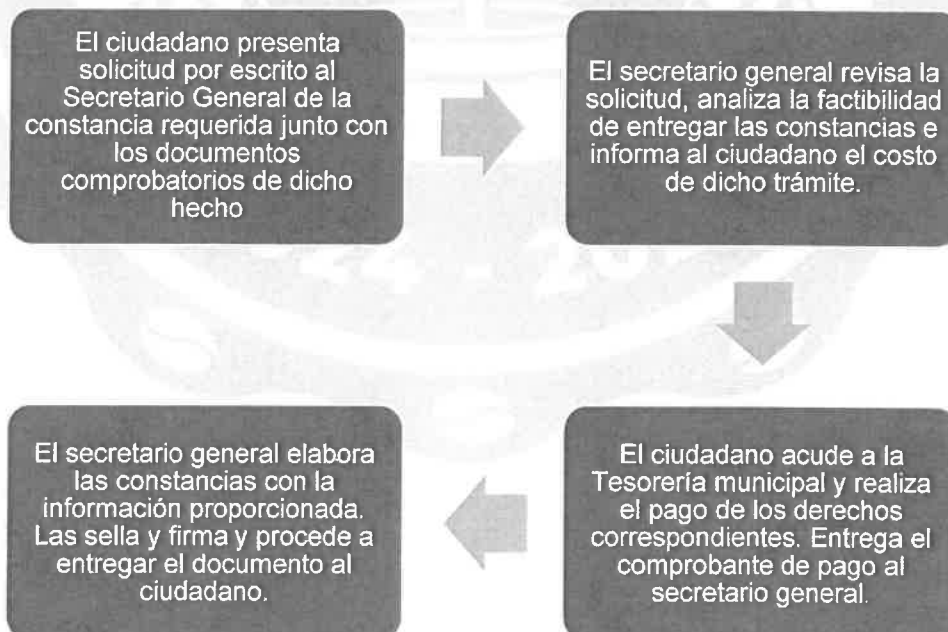 El ciudadano presenta
solicitud por escrito al
Secretario General de la
constancia requerida junto con
los documentos
comprobatorios de dicho
hecho
El secretario general revisa la
solicitud, analiza la factibilidad
de entregar las constancias e
informa al ciudadano el costo
de dicho trámite.
El ciudadano acude a la
Tesorería municipal y realiza
el pago de los derechos
correspondientes. Entrega el
comprobante de pago al
secretario general.
El secretario general elabora
las constancias con la
información proporcionada.
Las sella y firma y procede a
entregar el documento al
ciudadano.